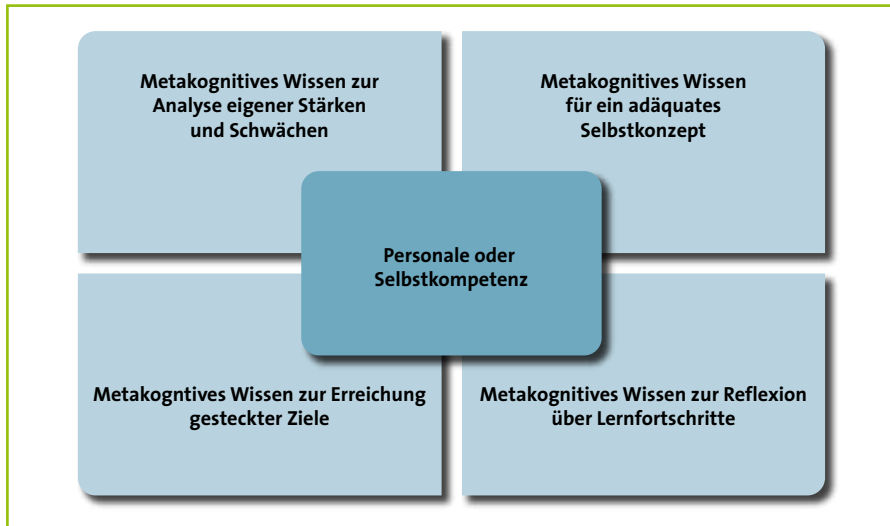 Metakognitives Wissen zur
Analyse eigener Stärken
und Schwächen
Metakognitives Wissen
für ein adäquates
Selbstkonzept
Personale oder
Selbstkompetenz
Metakogntives Wissen zur Erreichung
gesteckter Ziele
Metakognitives Wissen zur Reflexion
über Lernfortschritte